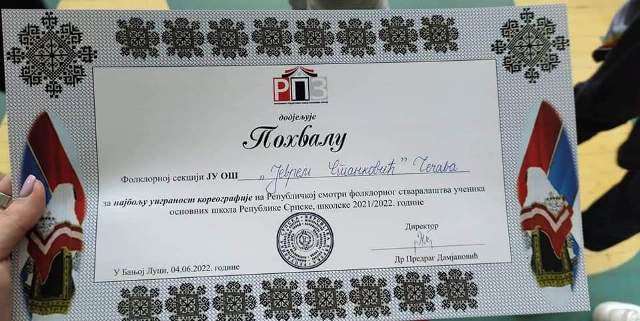 РПЗ
додјељује
Похвалу
Фолклорној секцији ЈУ ОШ „Јеврем Станковић” Чечава
за најбољу уиграност кореографије на Републичкој смотри фолклорног стваралаштва ученика
основних школа Републике Српске, школске 2021/2022. године
Директор
У Бањој Луци, 04.06.2022. године
Др Предраг Дамјановић